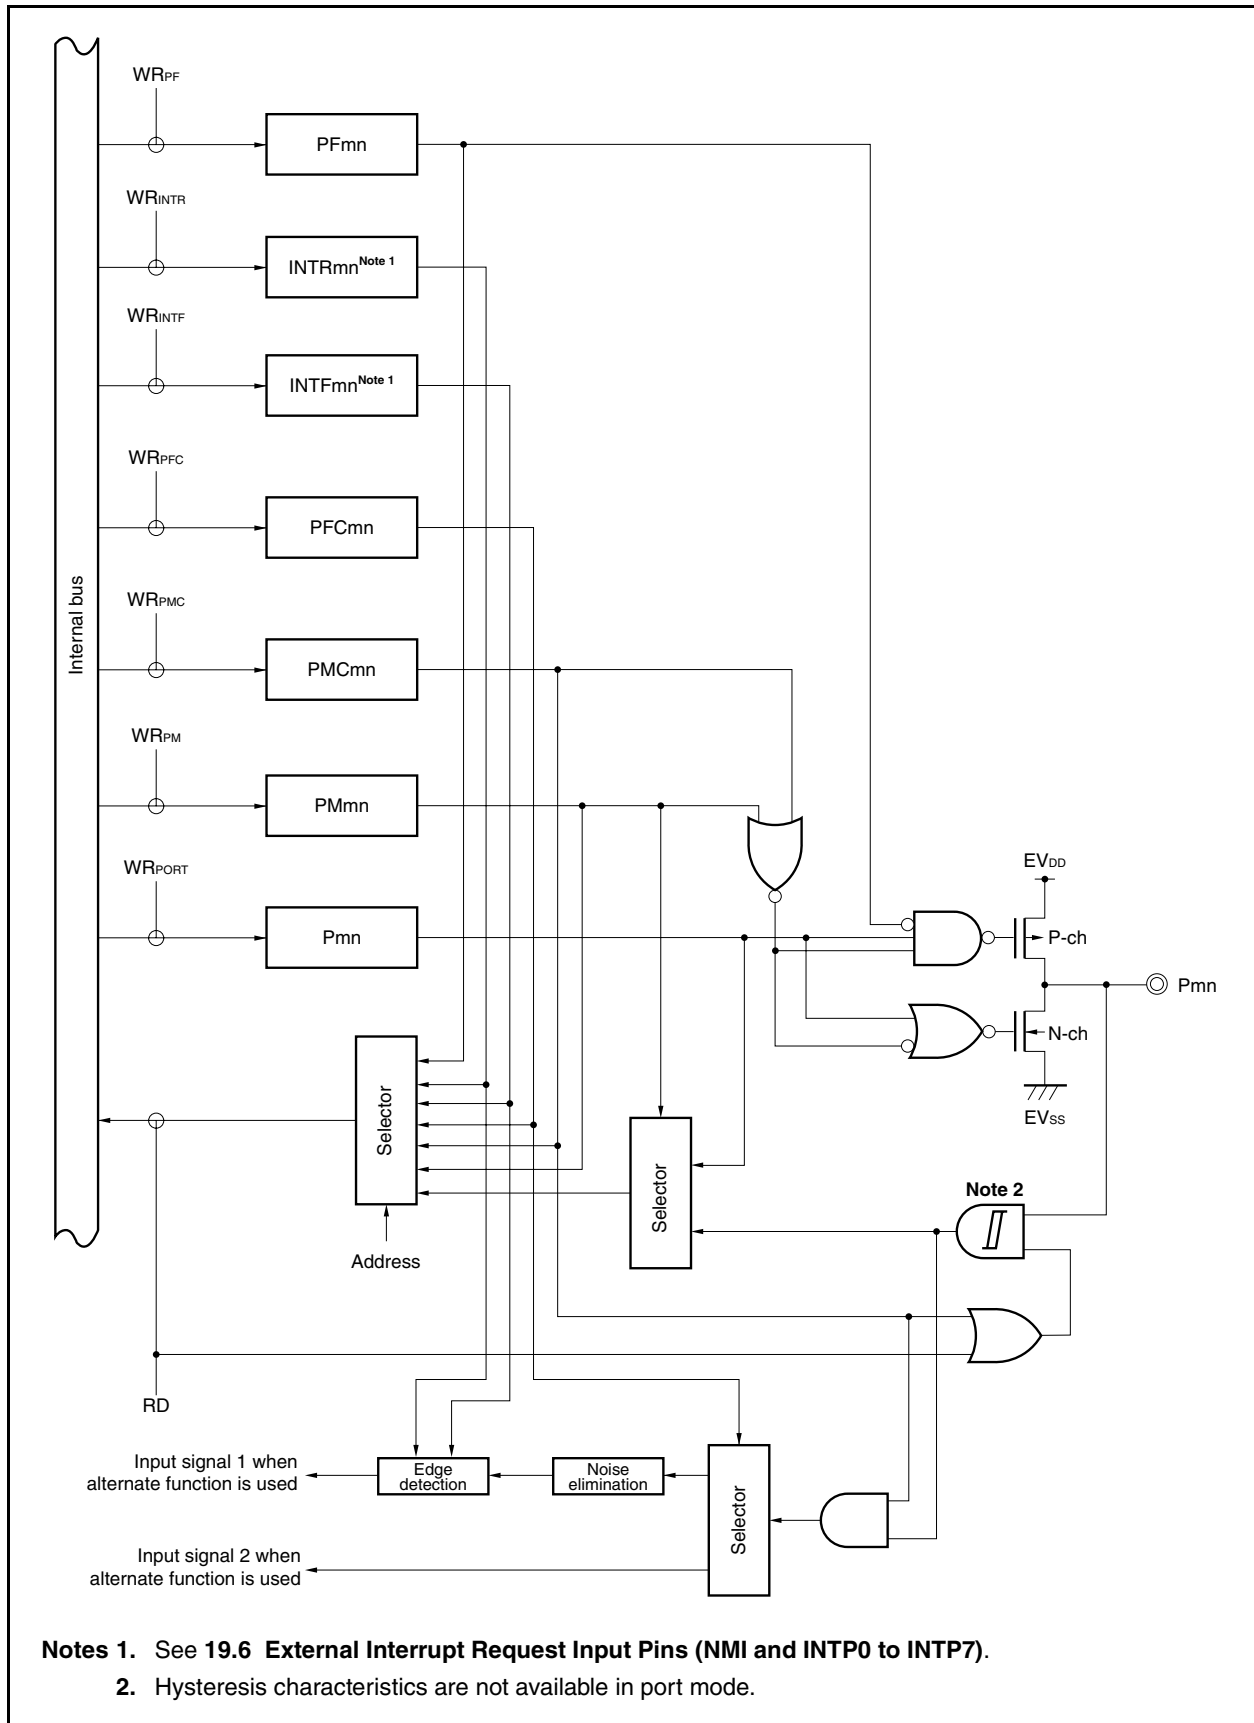 WRPF
PFmn
WRINTR
INTRmnNote 1
WRINTF
INTFmnNote 1
WRPFC
PFCmn
Internal bus
WRPMC
PMCmn
WRPM
PMmn
WRPORT
Pmn
EVDD
P-ch
Pmn
N-ch
EVSS
Selector
Selector
Note 2
Address
RD
Input signal 1 when
alternate function is used
Edge
detection
Noise
elimination
Selector
Input signal 2 when
alternate function is used
Notes 1. See 19.6 External Interrupt Request Input Pins (NMI and INTP0 to INTP7).
2. Hysteresis characteristics are not available in port mode.